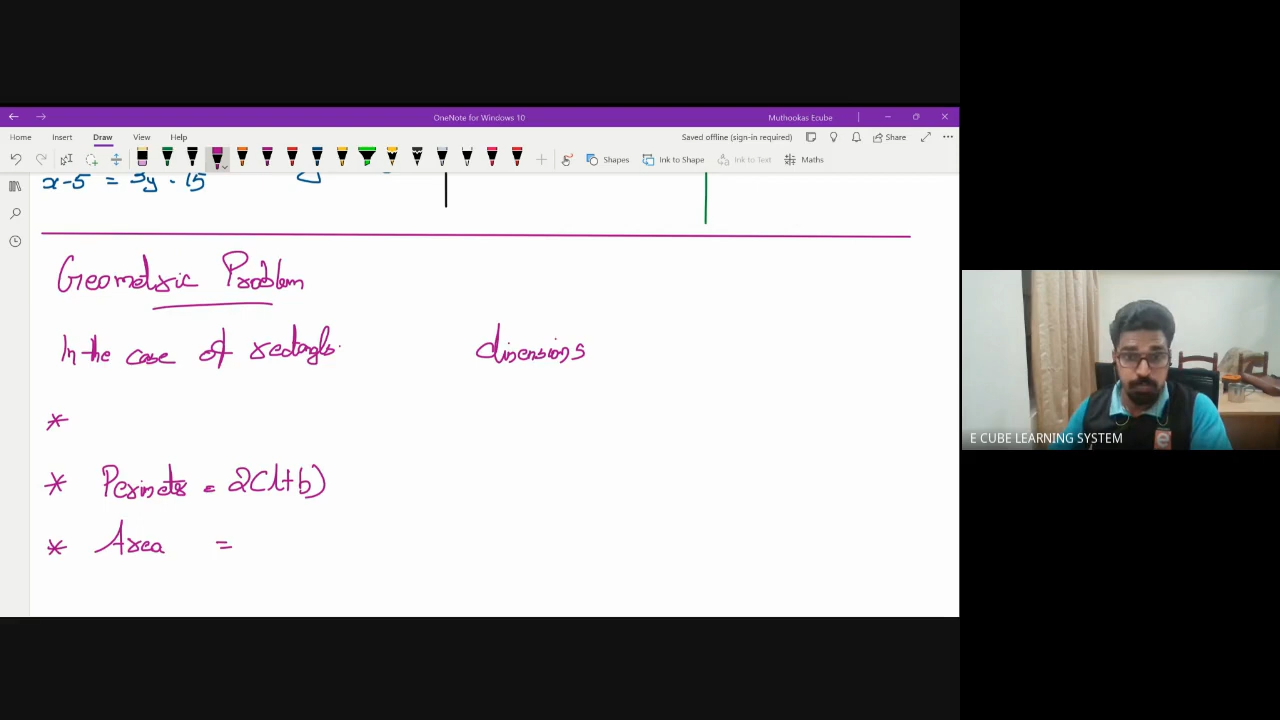 OneNote for Windows 10
Muthookas Ecube
Home Insert Draw View Help
Saved offline (sign-in required)
Share
Shapes
Ink to Shape
Ink to Text
Maths
x-5 = 3y-15
Geometric Problem
In the case of rectangle.
dimensions
*
* Perimeter = 2(l+b)
* Area =
E CUBE LEARNING SYSTEM